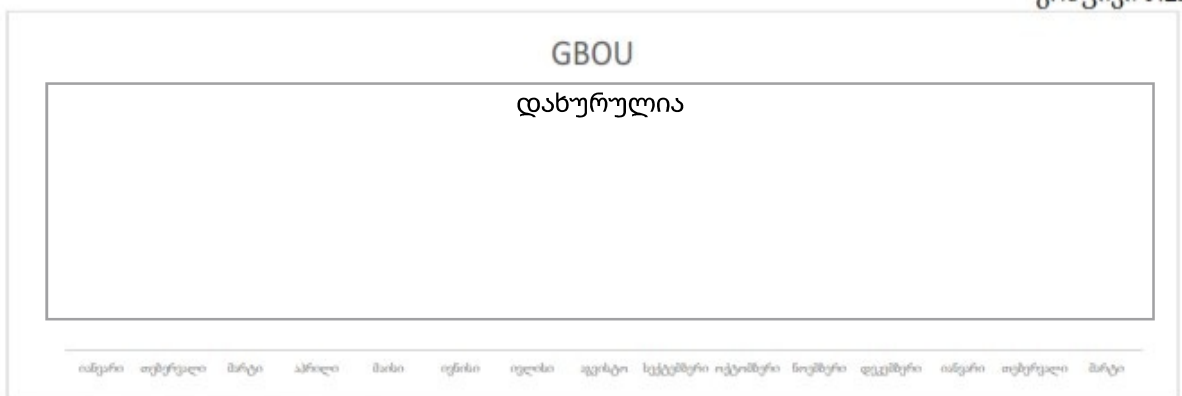 GBOU
დახურულია
იანვარი თებერვალი მარტი აპრილი მაისი ივნისი ივლისი აგვისტო სექტემბერი ოქტომბერი ნოემბერი დეკემბერი იანვარი თებერვალი მარტი